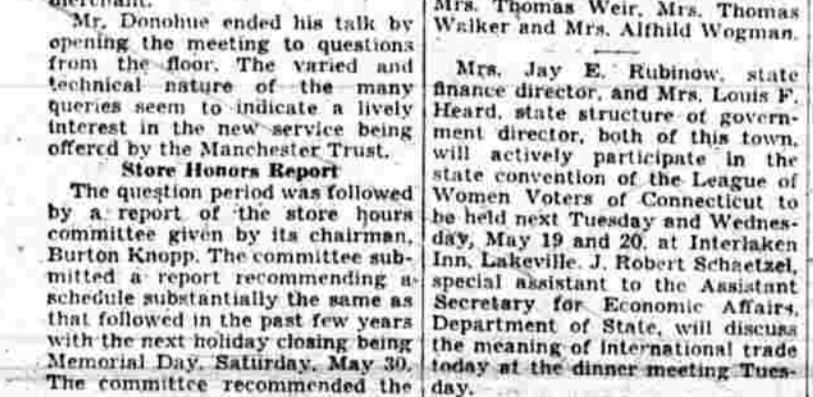 merchant.
Mr. Donohue ended his talk by
opening the meeting to questions
from the floor. The varied and
technical nature of the many
queries seem to indicate a lively
interest in the new service being
offered by the Manchester Trust.
Store Honors Report
The question period was followed
by a report of the store hours
committee given by its chairman,
Burton Knopp. The committee sub-
mitted a report recommending a
schedule substantially the same as
that followed in the past few years
with the next holiday closing being
Memorial Day, Saturday, May 30.
The committee recommended the
Mrs. Thomas Weir, Mrs. Thomas
Walker and Mrs. Alfhild Wogman.
Mrs. Jay E. Rubinow, state
finance director, and Mrs. Louis F.
Heard, state structure of govern-
ment director, both of this town,
will actively participate in the
state convention of the League of
Women Voters of Connecticut to
be held next Tuesday and Wednes-
day, May 19 and 20, at Interlaken
Inn, Lakeville. J. Robert Schaetzel,
special assistant to the Assistant
Secretary for Economic Affairs,
Department of State, will discuss
the meaning of international trade
today at the dinner meeting Tues-
day.